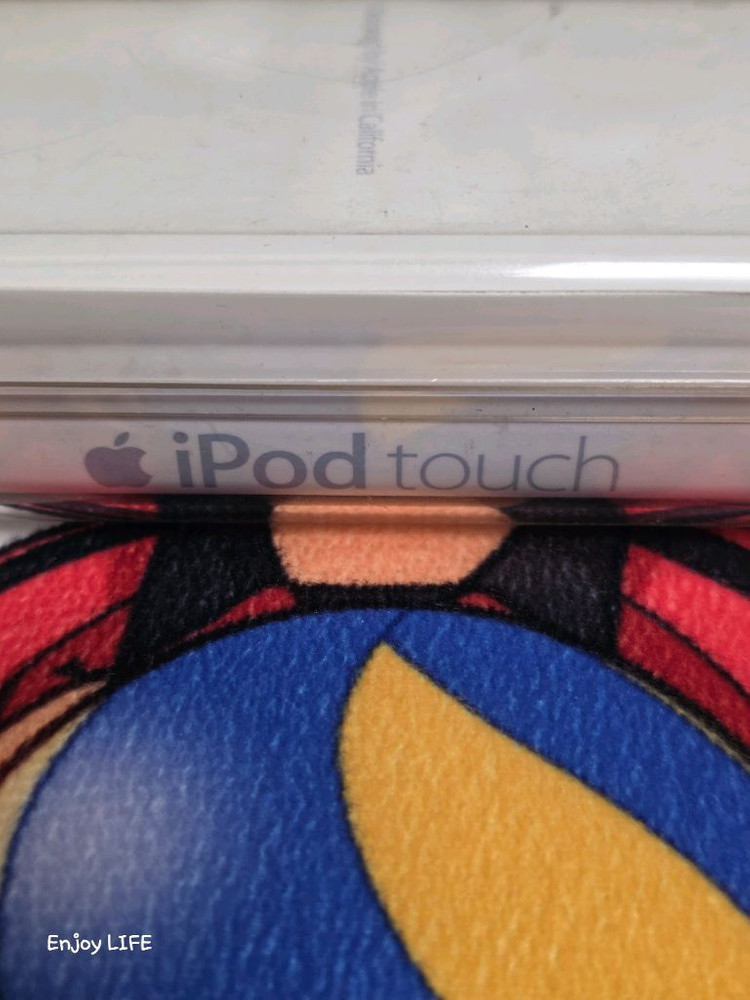 in California
iPod touch
Enjoy LIFE